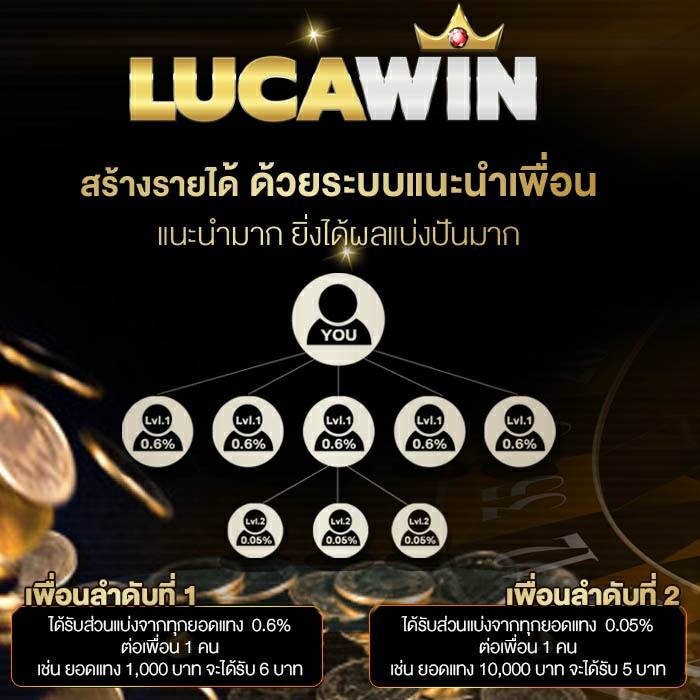 LUCAWIN
สร้างรายได้ ด้วยระบบแนะนำเพื่อน
แนะนำมาก ยิ่งได้ผลแบ่งปันมาก
YOU
Lvl.1 Lvl.1 Lvl.1 Lvl.1 Lvl.1
0.6% 0.6% 0.6% 0.6% 0.6%
Lvl.2 Lvl.2 Lvl.2
0.05% 0.05% 0.05%
เพื่อนลำดับที่ 1
ได้รับส่วนแบ่งจากทุกยอดแทง 0.6%
ต่อเพื่อน 1 คน
เช่น ยอดแทง 1,000 บาท จะได้รับ 6 บาท
เพื่อนลำดับที่ 2
ได้รับส่วนแบ่งจากทุกยอดแทง 0.05%
ต่อเพื่อน 1 คน
เช่น ยอดแทง 10,000 บาท จะได้รับ 5 บาท